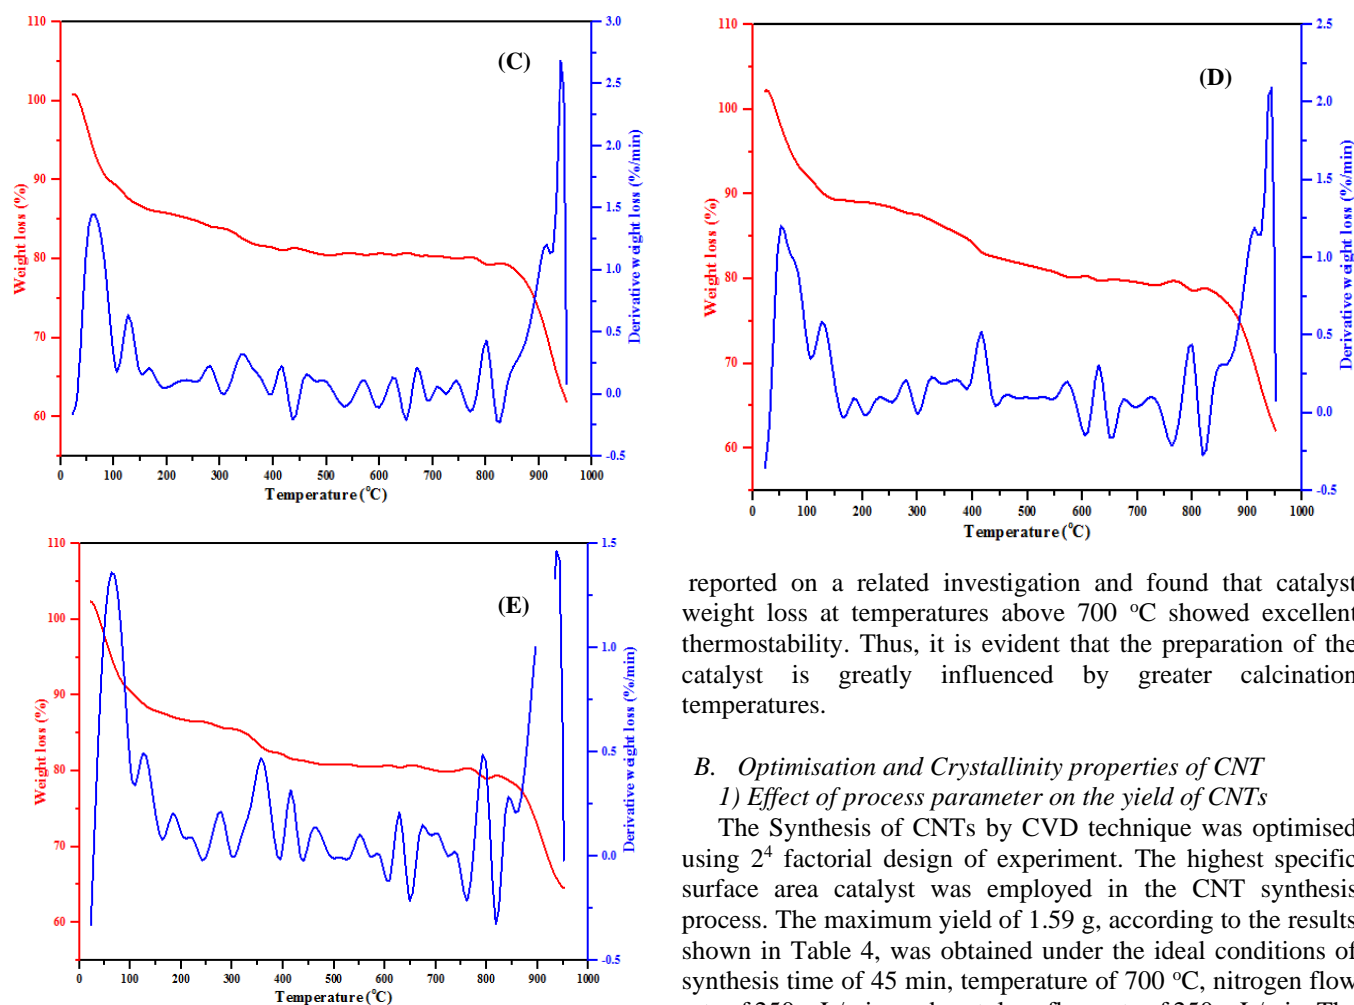 110
100
90
80
70
60
Weight loss (%)
(C)
3.0
2.5
2.0
1.5
1.0
0.5
0.0
-0.5
Derivative weight loss (%/min)
0 100 200 300 400 500 600 700 800 900 1000
Temperature (°C)
110
100
90
80
70
60
Weight loss (%)
(D)
2.5
2.0
1.5
1.0
0.5
0.0
-0.5
Derivative weight loss (%/min)
0 100 200 300 400 500 600 700 800 900 1000
Temperature (°C)
110
100
90
80
70
60
Weight loss (%)
(E)
1.5
1.0
0.5
0.0
-0.5
Derivative weight loss (%/min)
0 100 200 300 400 500 600 700 800 900 1000
Temperature (°C)
reported on a related investigation and found that catalyst
weight loss at temperatures above 700 °C showed excellent
thermostability. Thus, it is evident that the preparation of the
catalyst is greatly influenced by greater calcination
temperatures.
B. Optimisation and Crystallinity properties of CNT
1) Effect of process parameter on the yield of CNTs
The Synthesis of CNTs by CVD technique was optimised
using 2⁴ factorial design of experiment. The highest specific
surface area catalyst was employed in the CNT synthesis
process. The maximum yield of 1.59 g, according to the results
shown in Table 4, was obtained under the ideal conditions of
synthesis time of 45 min, temperature of 700 °C, nitrogen flow